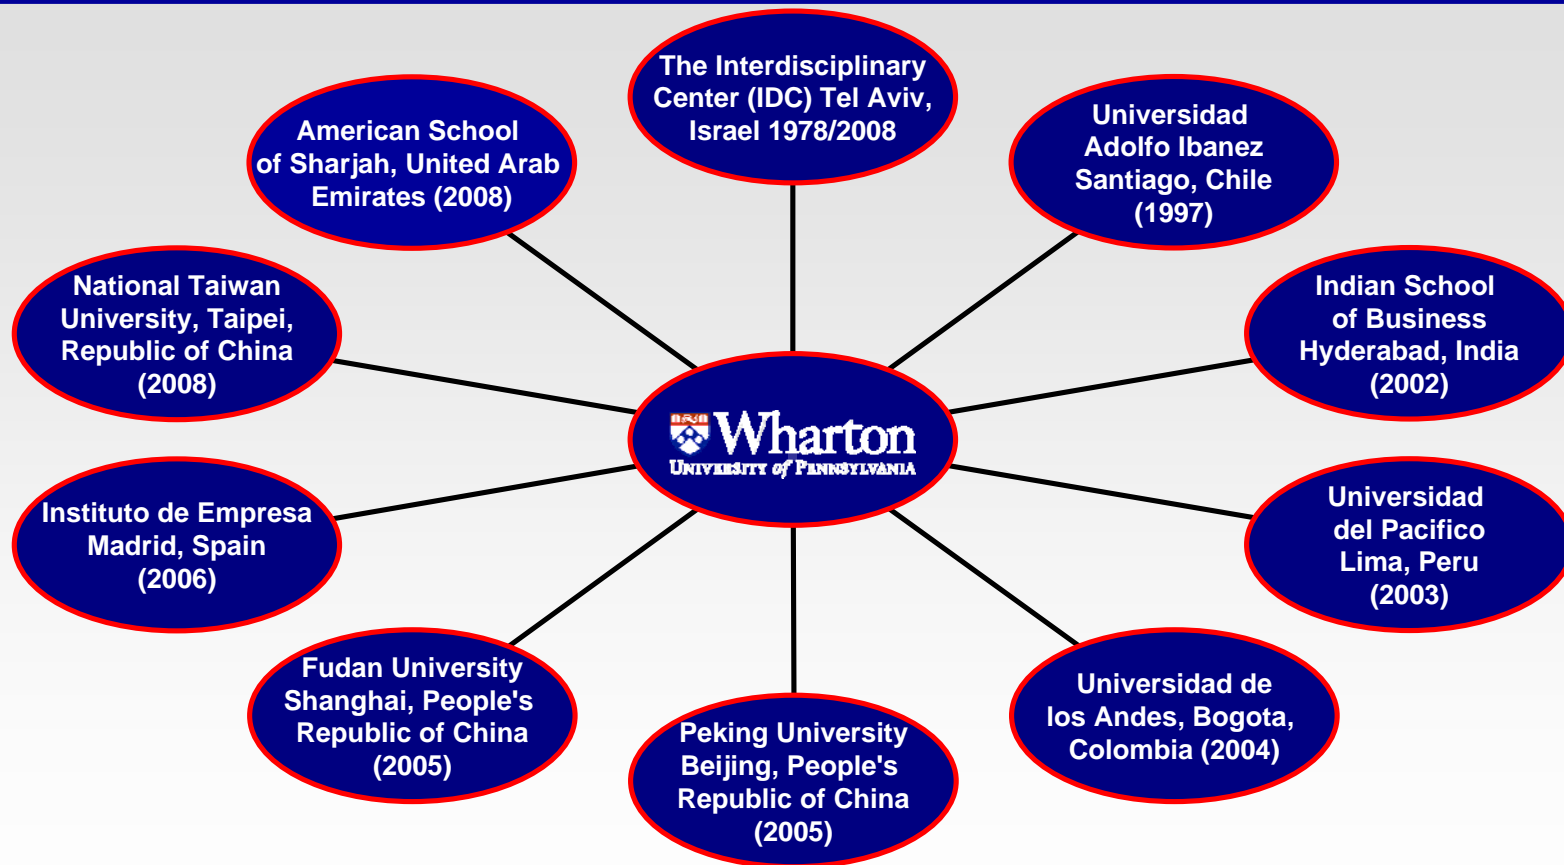 The Interdisciplinary
Center (IDC) Tel Aviv,
Israel 1978/2008
Universidad
Adolfo Ibanez
Santiago, Chile
(1997)
Indian School
of Business
Hyderabad, India
(2002)
Universidad
del Pacifico
Lima, Peru
(2003)
Universidad de
los Andes, Bogota,
Colombia (2004)
Peking University
Beijing, People's
Republic of China
(2005)
Fudan University
Shanghai, People's
Republic of China
(2005)
Instituto de Empresa
Madrid, Spain
(2006)
National Taiwan
University, Taipei,
Republic of China
(2008)
American School
of Sharjah, United Arab
Emirates (2008)
Wharton
UNIVERSITY of PENNSYLVANIA